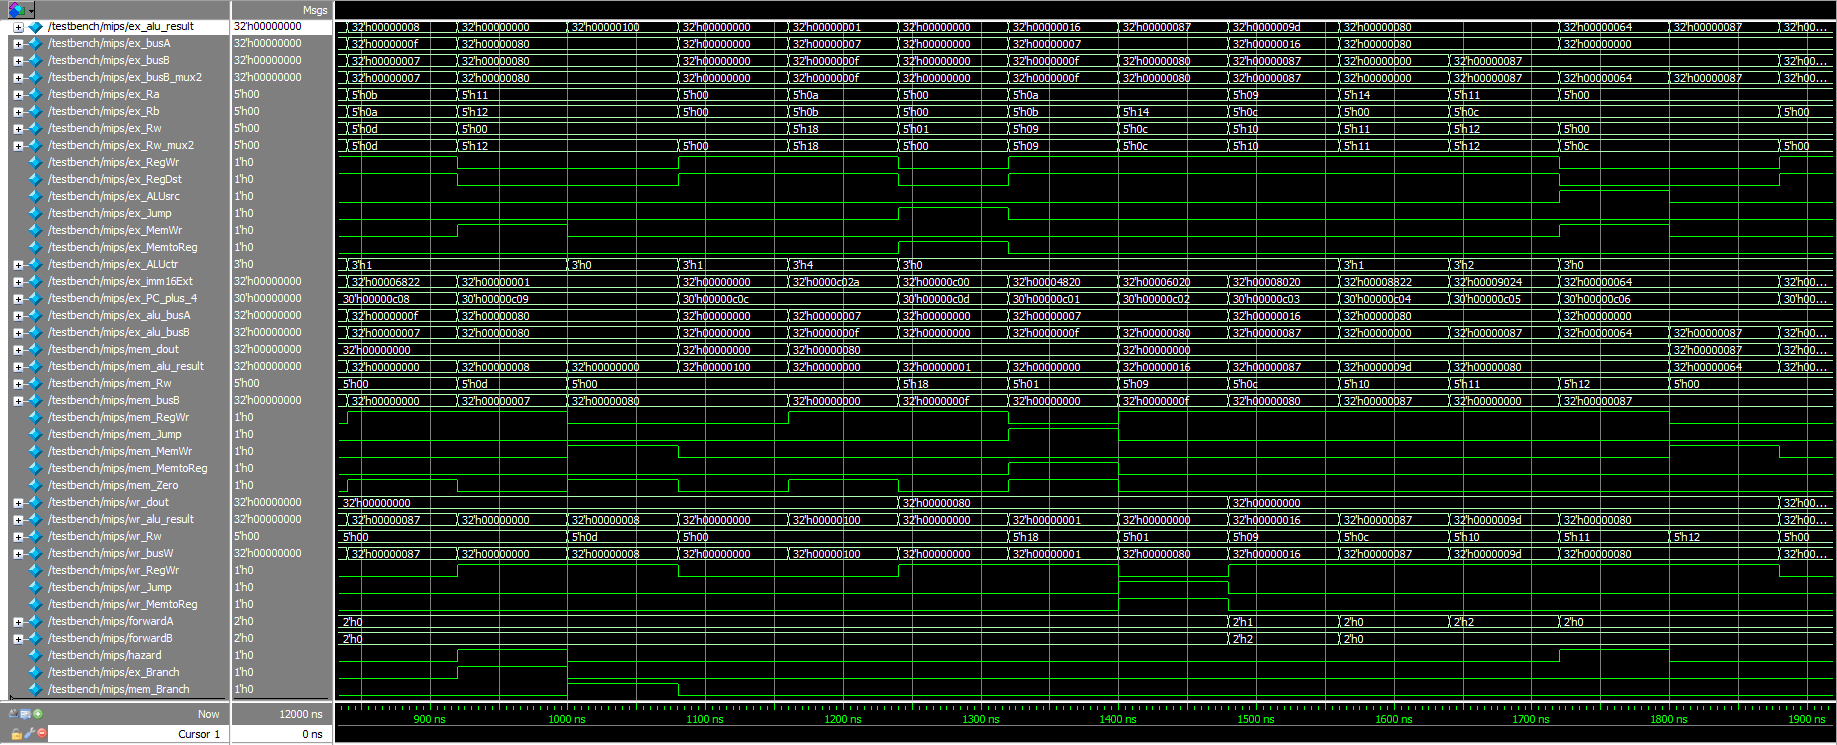 Msgs
/testbench/mips/ex_alu_result 32'h00000000 32'h00000008 32'h00000000 32'h00000100 32'h00000000 32'h00000001 32'h00000000 32'h00000016 32'h00000087 32'h0000009d 32'h00000080 32'h00000064 32'h00000087 32'h00...
/testbench/mips/ex_busA 32'h00000000 32'h0000000f 32'h00000080 32'h00000000 32'h00000007 32'h00000000 32'h00000007 32'h00000016 32'h00000080 32'h00000000
/testbench/mips/ex_busB 32'h00000000 32'h00000007 32'h00000080 32'h00000000 32'h0000000f 32'h00000000 32'h0000000f 32'h00000080 32'h00000087 32'h00000000 32'h00000087 32'h00...
/testbench/mips/ex_busB_mux2 32'h00000000 32'h00000007 32'h00000080 32'h00000000 32'h0000000f 32'h00000000 32'h0000000f 32'h00000080 32'h00000087 32'h00000000 32'h00000087 32'h00000064 32'h00000087 32'h00...
/testbench/mips/ex_Ra 5'h00 5'h0b 5'h11 5'h00 5'h0a 5'h00 5'h0a 5'h09 5'h14 5'h11 5'h00
/testbench/mips/ex_Rb 5'h00 5'h0a 5'h12 5'h00 5'h0b 5'h00 5'h0b 5'h14 5'h0c 5'h00 5'h0c 5'h00
/testbench/mips/ex_Rw 5'h00 5'h0d 5'h00 5'h18 5'h01 5'h09 5'h0c 5'h10 5'h11 5'h12 5'h00
/testbench/mips/ex_Rw_mux2 5'h00 5'h0d 5'h12 5'h00 5'h18 5'h00 5'h09 5'h0c 5'h10 5'h11 5'h12 5'h0c 5'h00
/testbench/mips/ex_RegWr 1'h0
/testbench/mips/ex_RegDst 1'h0
/testbench/mips/ex_ALUsrc 1'h0
/testbench/mips/ex_Jump 1'h0
/testbench/mips/ex_MemWr 1'h0
/testbench/mips/ex_MemtoReg 1'h0
/testbench/mips/ex_ALUctr 3'h0 3'h1 3'h0 3'h1 3'h4 3'h0 3'h1 3'h2 3'h0
/testbench/mips/ex_imm16Ext 32'h00000000 32'h00006822 32'h00000001 32'h00000000 32'h0000c02a 32'h00000c00 32'h00004820 32'h00006020 32'h00008020 32'h00008822 32'h00009024 32'h00000064 32'h00...
/testbench/mips/ex_PC_plus_4 30'h00000000 30'h00000c08 30'h00000c09 30'h00000c0c 30'h00000c0d 30'h00000c01 30'h00000c02 30'h00000c03 30'h00000c04 30'h00000c05 30'h00000c06 30'h00...
/testbench/mips/ex_alu_busA 32'h00000000 32'h0000000f 32'h00000080 32'h00000000 32'h00000007 32'h00000000 32'h00000007 32'h00000016 32'h00000080 32'h00000000
/testbench/mips/ex_alu_busB 32'h00000000 32'h00000007 32'h00000080 32'h00000000 32'h0000000f 32'h00000000 32'h0000000f 32'h00000080 32'h00000087 32'h00000000 32'h00000087 32'h00000064 32'h00000087 32'h00...
/testbench/mips/mem_dout 32'h00000000 32'h00000000 32'h00000000 32'h00000080 32'h00000000 32'h00000087 32'h00...
/testbench/mips/mem_alu_result 32'h00000000 32'h00000000 32'h00000008 32'h00000000 32'h00000100 32'h00000000 32'h00000001 32'h00000000 32'h00000016 32'h00000087 32'h0000009d 32'h00000080 32'h00000064 32'h00...
/testbench/mips/mem_Rw 5'h00 5'h00 5'h0d 5'h00 5'h18 5'h01 5'h09 5'h0c 5'h10 5'h11 5'h12 5'h00
/testbench/mips/mem_busB 32'h00000000 32'h00000000 32'h00000007 32'h00000080 32'h00000000 32'h0000000f 32'h00000000 32'h0000000f 32'h00000080 32'h00000087 32'h00000000 32'h00000087
/testbench/mips/mem_RegWr 1'h0
/testbench/mips/mem_Jump 1'h0
/testbench/mips/mem_MemWr 1'h0
/testbench/mips/mem_MemtoReg 1'h0
/testbench/mips/mem_Zero 1'h0
/testbench/mips/wr_dout 32'h00000000 32'h00000000 32'h00000080 32'h00000000 32'h00...
/testbench/mips/wr_alu_result 32'h00000000 32'h00000087 32'h00000000 32'h00000008 32'h00000000 32'h00000100 32'h00000000 32'h00000001 32'h00000000 32'h00000016 32'h00000087 32'h0000009d 32'h00000080 32'h00...
/testbench/mips/wr_Rw 5'h00 5'h00 5'h0d 5'h00 5'h18 5'h01 5'h09 5'h0c 5'h10 5'h11 5'h12 5'h00
/testbench/mips/wr_busW 32'h00000000 32'h00000087 32'h00000000 32'h00000008 32'h00000000 32'h00000100 32'h00000000 32'h00000001 32'h00000080 32'h00000016 32'h00000087 32'h0000009d 32'h00000080 32'h00...
/testbench/mips/wr_RegWr 1'h0
/testbench/mips/wr_Jump 1'h0
/testbench/mips/wr_MemtoReg 1'h0
/testbench/mips/forwardA 2'h0 2'h0 2'h1 2'h0 2'h2 2'h0
/testbench/mips/forwardB 2'h0 2'h0 2'h2 2'h0
/testbench/mips/hazard 1'h0
/testbench/mips/ex_Branch 1'h0
/testbench/mips/mem_Branch 1'h0
Now 12000 ns 900 ns 1000 ns 1100 ns 1200 ns 1300 ns 1400 ns 1500 ns 1600 ns 1700 ns 1800 ns 1900 ns
Cursor 1 0 ns